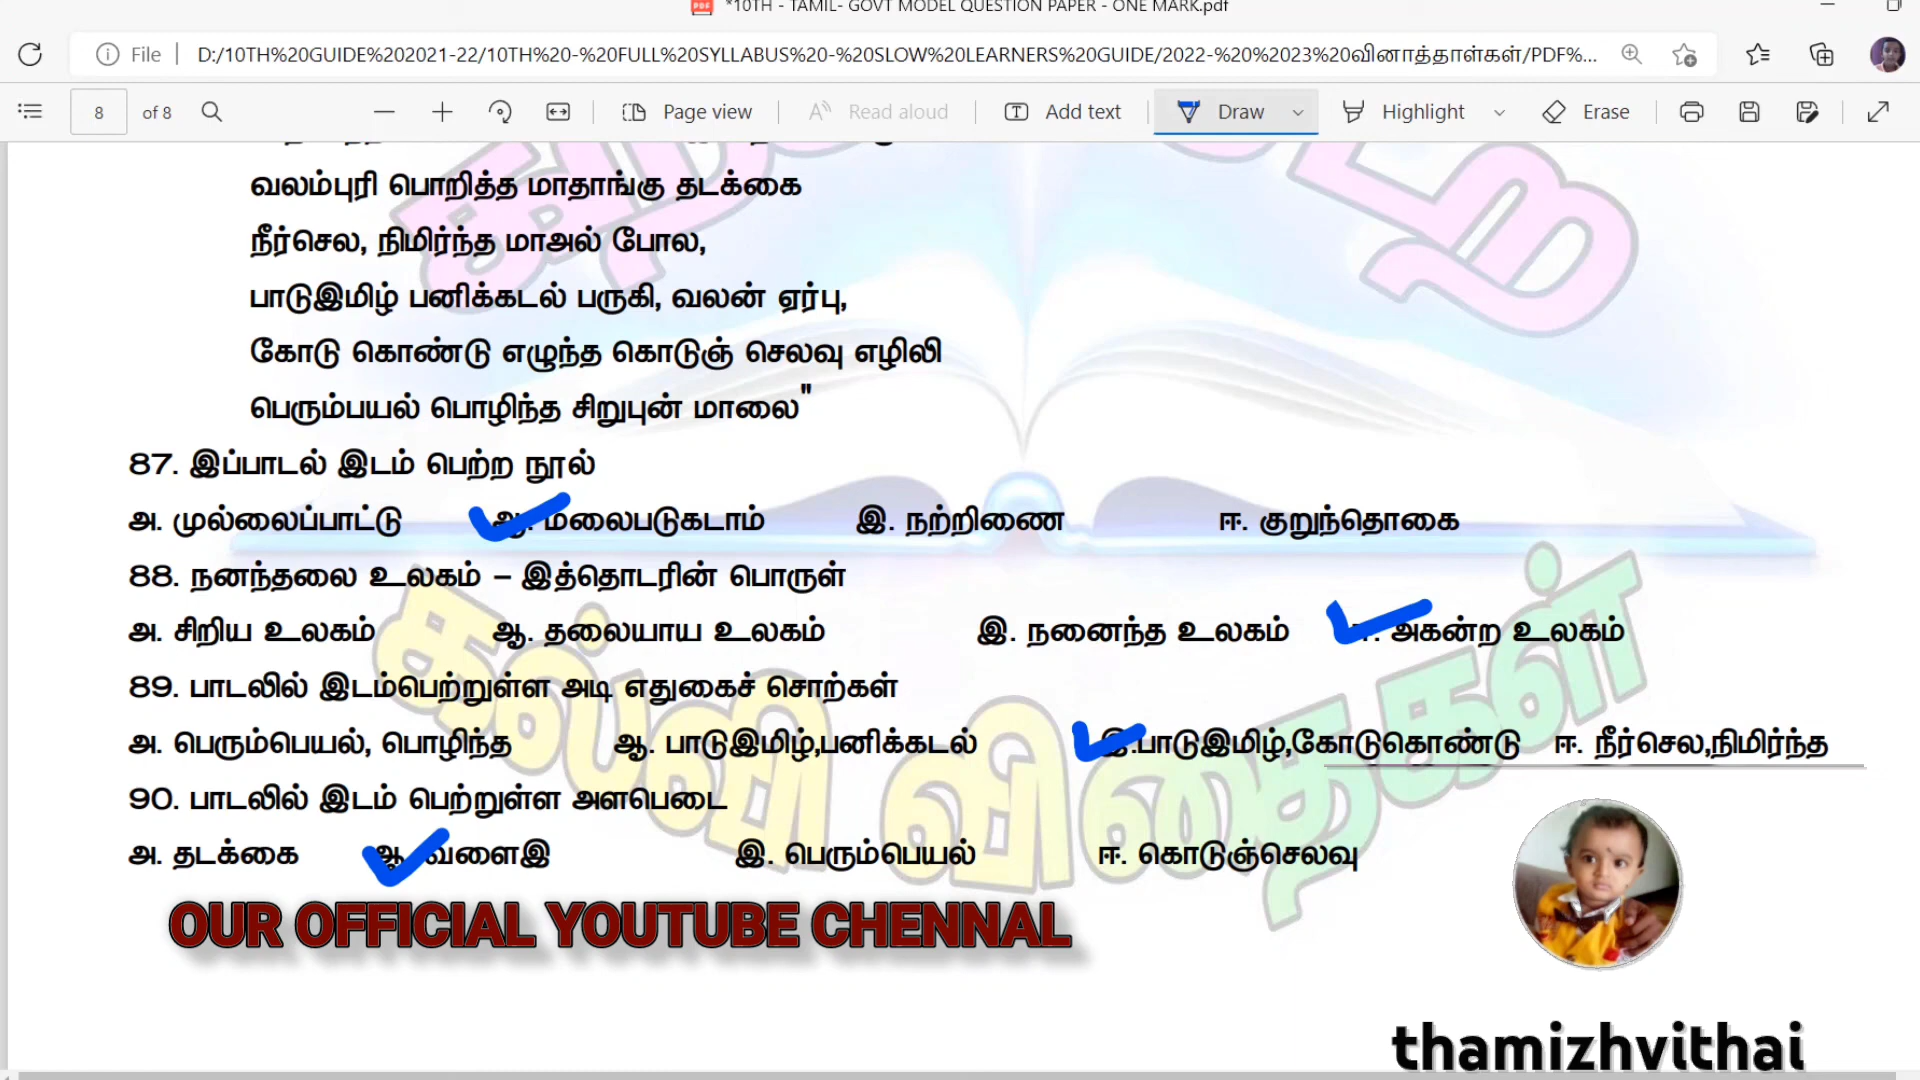 *10TH - TAMIL- GOVT MODEL QUESTION PAPER - ONE MARK.pdf
File D:/10TH%20GUIDE%202021-22/10TH%20-%20FULL%20SYLLABUS%20-%20SLOW%20LEARNERS%20GUIDE/2022-%20%202023%20வினாத்தாள்கள்/PDF%...
8 of 8 Page view Read aloud Add text Draw Highlight Erase
வலம்புரி பொறித்த மாதாங்கு தடக்கை
நீர்செல, நிமிர்ந்த மாஅல் போல,
பாடுஇமிழ் பனிக்கடல் பருகி, வலன் ஏர்பு,
கோடு கொண்டு எழுந்த கொடுஞ் செலவு எழிலி
பெரும்பயல் பொழிந்த சிறுபுன் மாலை"
87. இப்பாடல் இடம் பெற்ற நூல்
அ. முல்லைப்பாட்டு ஆ. மலைபடுகடாம் இ. நற்றிணை ஈ. குறுந்தொகை
88. நனந்தலை உலகம் – இத்தொடரின் பொருள்
அ. சிறிய உலகம் ஆ. தலையாய உலகம் இ. நனைந்த உலகம் ஈ. அகன்ற உலகம்
89. பாடலில் இடம்பெற்றுள்ள அடி எதுகைச் சொற்கள்
அ. பெரும்பெயல், பொழிந்த ஆ. பாடுஇமிழ்,பனிக்கடல் இ.பாடுஇமிழ்,கோடுகொண்டு ஈ. நீர்செல,நிமிர்ந்த
90. பாடலில் இடம் பெற்றுள்ள அளபெடை
அ. தடக்கை ஆ. வளைஇ இ. பெரும்பெயல் ஈ. கொடுஞ்செலவு
கல்வி விதைகள்
OUR OFFICIAL YOUTUBE CHENNAL
thamizhvithai